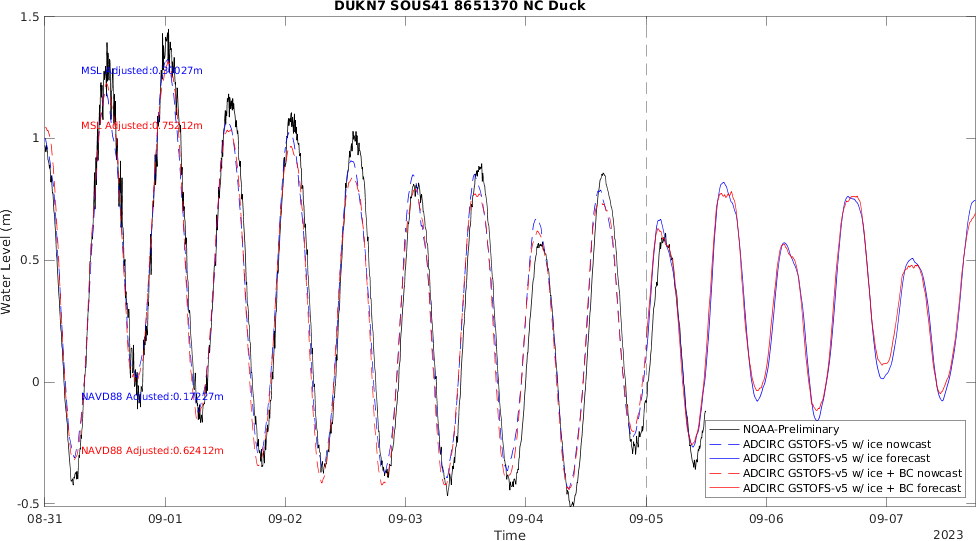 DUKN7 SOUS41 8651370 NC Duck
1.5
MSL Adjusted:0.30027m
MSL Adjusted:0.75212m
1
0.5
Water Level (m)
0
NAVD88 Adjusted:0.17227m
NAVD88 Adjusted:0.62412m
NOAA-Preliminary
ADCIRC GSTOFS-v5 w/ ice nowcast
ADCIRC GSTOFS-v5 w/ ice forecast
ADCIRC GSTOFS-v5 w/ ice + BC nowcast
ADCIRC GSTOFS-v5 w/ ice + BC forecast
-0.5
08-31 09-01 09-02 09-03 09-04 09-05 09-06 09-07
Time
2023